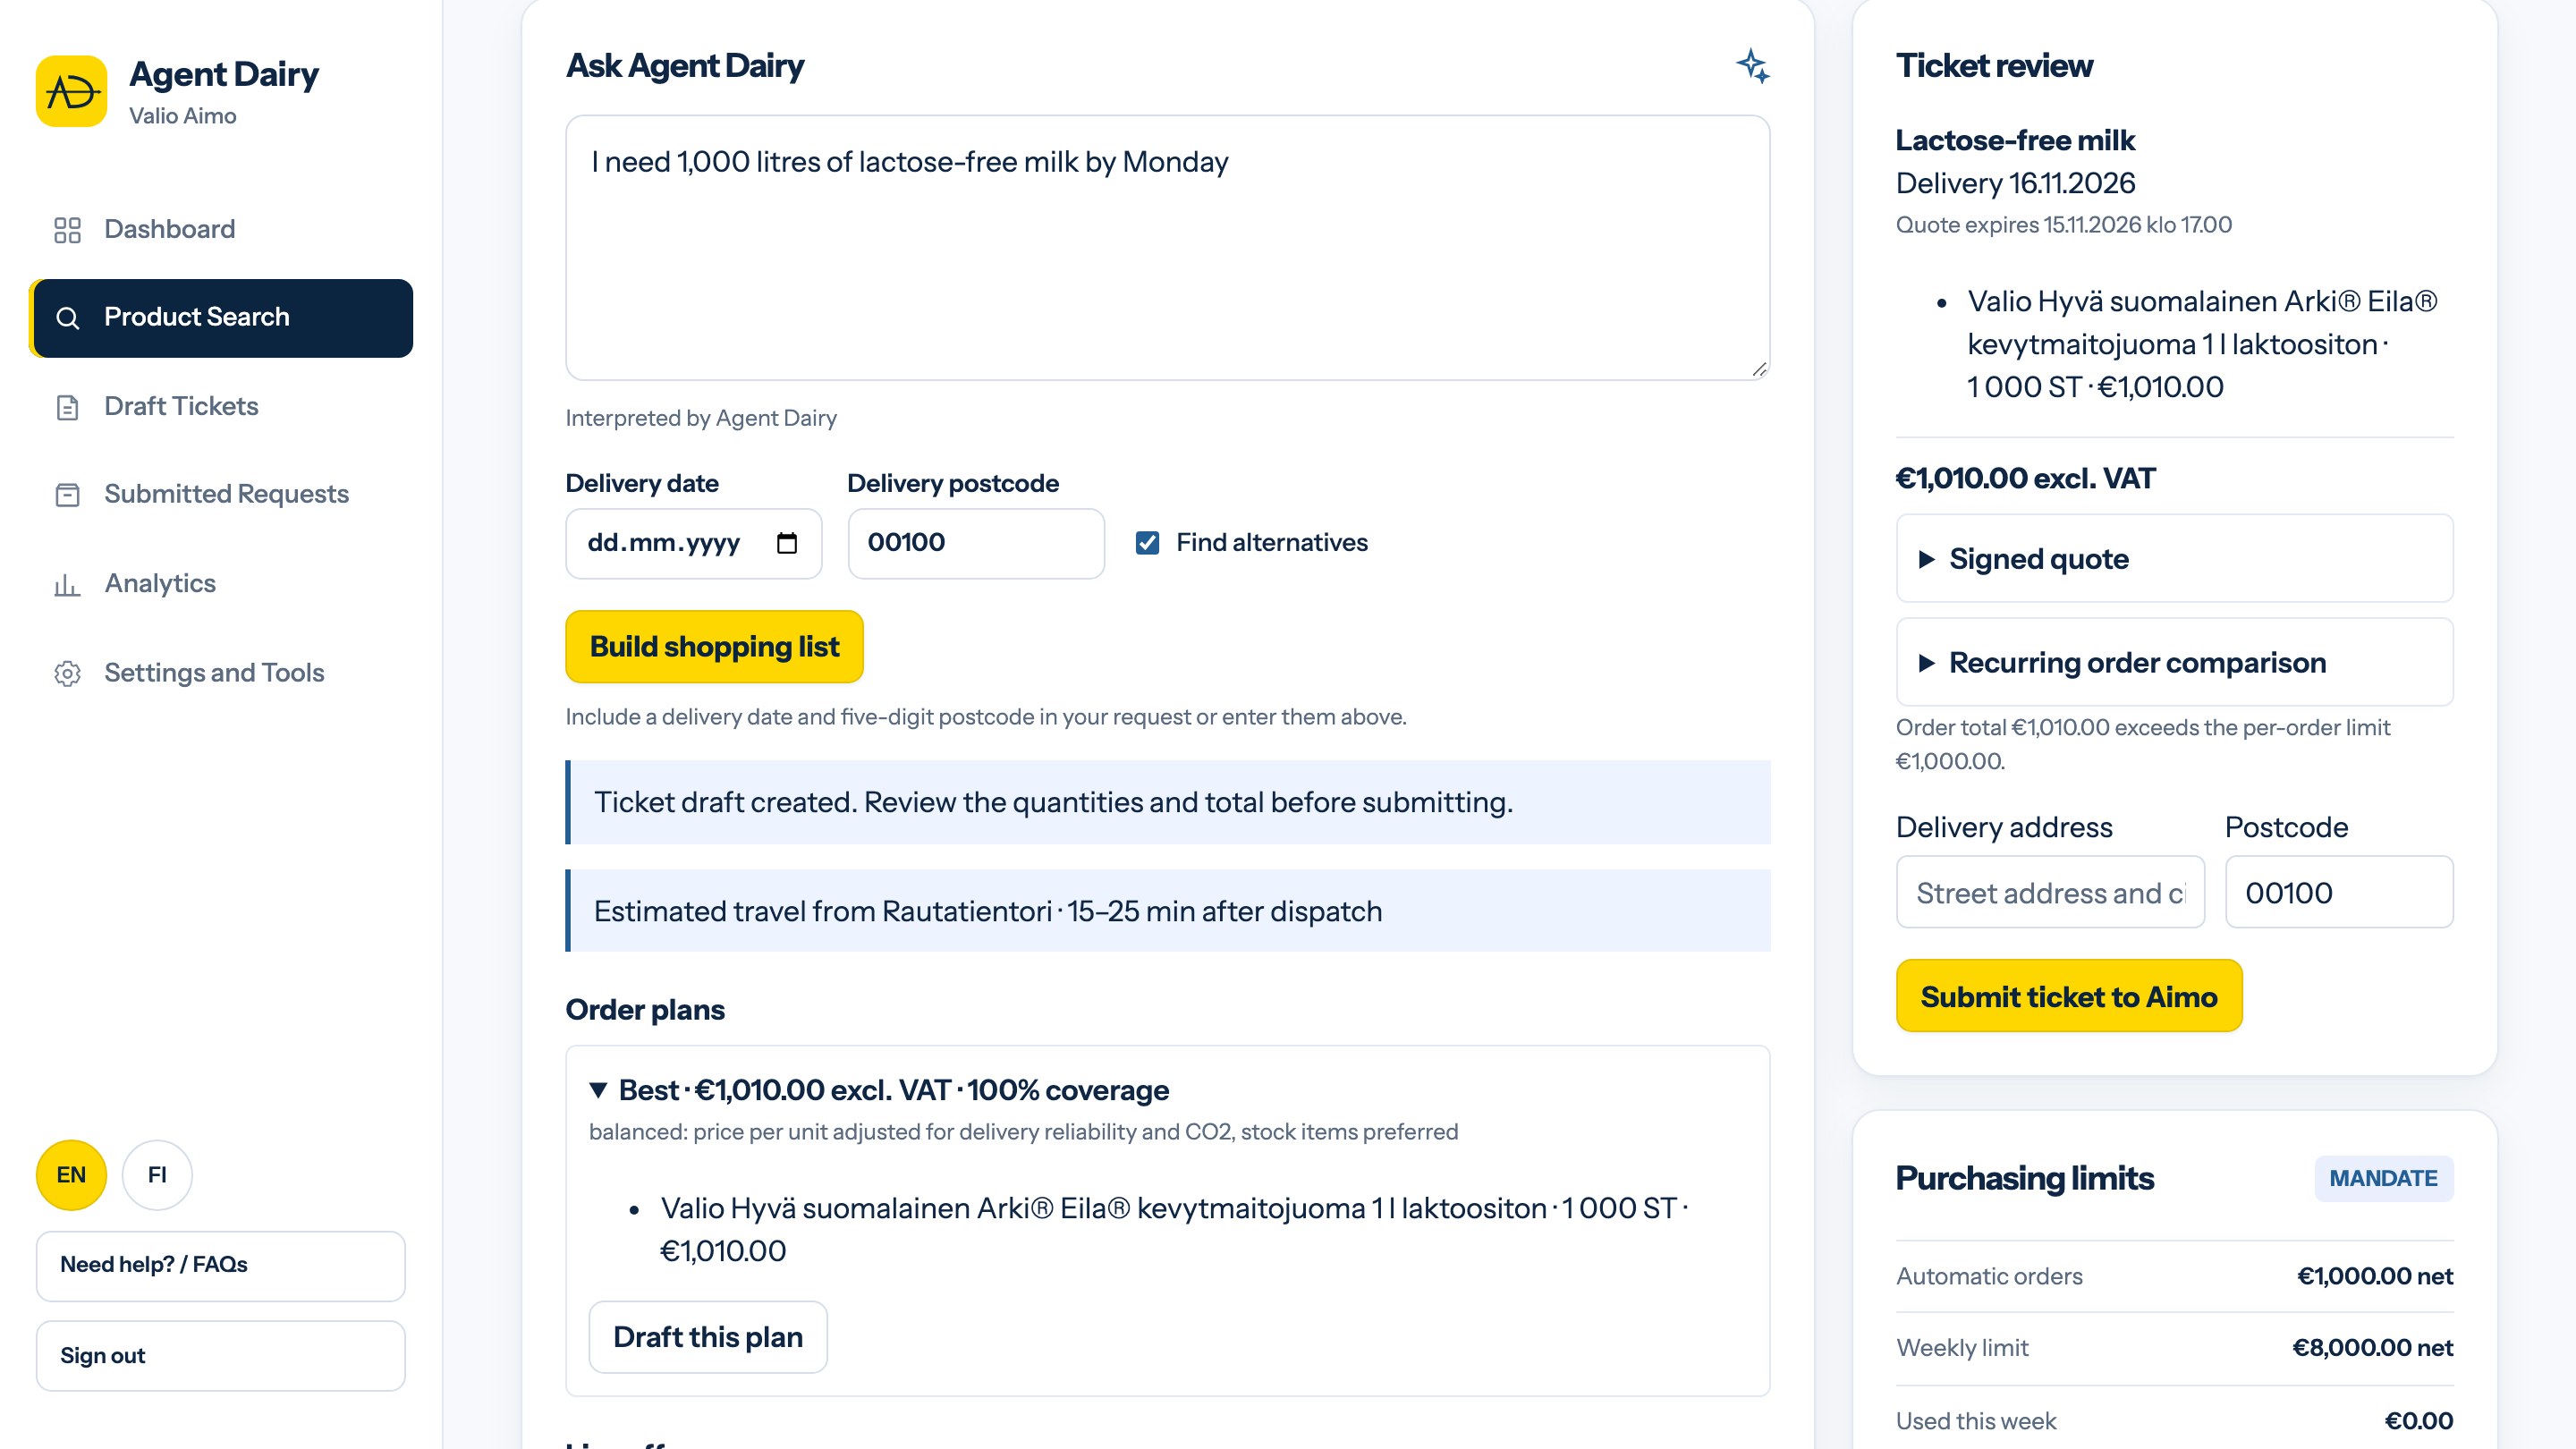 Agent Dairy
Valio Aimo
Dashboard
Product Search
Draft Tickets
Submitted Requests
Analytics
Settings and Tools
EN
FI
Need help? / FAQs
Sign out
Ask Agent Dairy
I need 1,000 litres of lactose-free milk by Monday
Interpreted by Agent Dairy
Delivery date
Delivery postcode
dd.mm.yyyy
00100
Find alternatives
Build shopping list
Include a delivery date and five-digit postcode in your request or enter them above.
Ticket draft created. Review the quantities and total before submitting.
Estimated travel from Rautatientori · 15–25 min after dispatch
Order plans
Best · €1,010.00 excl. VAT · 100% coverage
balanced: price per unit adjusted for delivery reliability and CO2, stock items preferred
Valio Hyvä suomalainen Arki® Eila® kevytmaitojuoma 1 l laktoositon · 1 000 ST ·
€1,010.00
Draft this plan
Ticket review
Lactose-free milk
Delivery 16.11.2026
Quote expires 15.11.2026 klo 17.00
Valio Hyvä suomalainen Arki® Eila®
kevytmaitojuoma 1 l laktoositon ·
1 000 ST · €1,010.00
€1,010.00 excl. VAT
Signed quote
Recurring order comparison
Order total €1,010.00 exceeds the per-order limit
€1,000.00.
Delivery address
Postcode
Street address and ci
00100
Submit ticket to Aimo
Purchasing limits
MANDATE
Automatic orders
€1,000.00 net
Weekly limit
€8,000.00 net
Used this week
€0.00